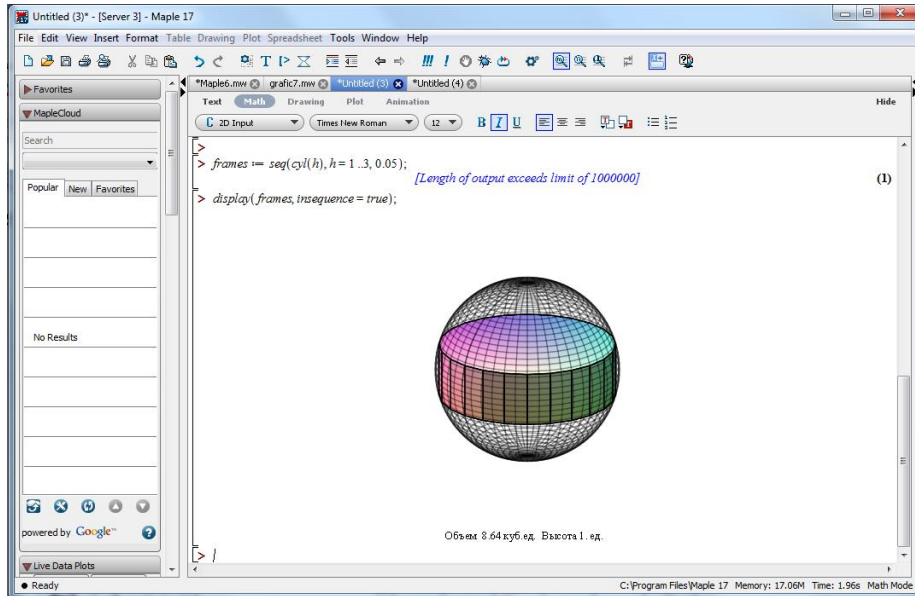 Untitled (3)* - [Server 3] - Maple 17
File Edit View Insert Format Table Drawing Plot Spreadsheet Tools Window Help
*Maple6.mw grafic7.mw *Untitled (3) *Untitled (4)
Favorites
Text Math Drawing Plot Animation Hide
MapleCloud
C 2D Input Times New Roman 12 B I U
Search
> 
> frames := seq(cyl(h), h = 1 ..3, 0.05);
[Length of output exceeds limit of 1000000] (1)
> display(frames, insequence = true);
Popular New Favorites
No Results
powered by Google™
Объем 8.64 куб.ед. Высота 1. ед.
>
Live Data Plots
Ready C:\Program Files\Maple 17 Memory: 17.06M Time: 1.96s Math Mode